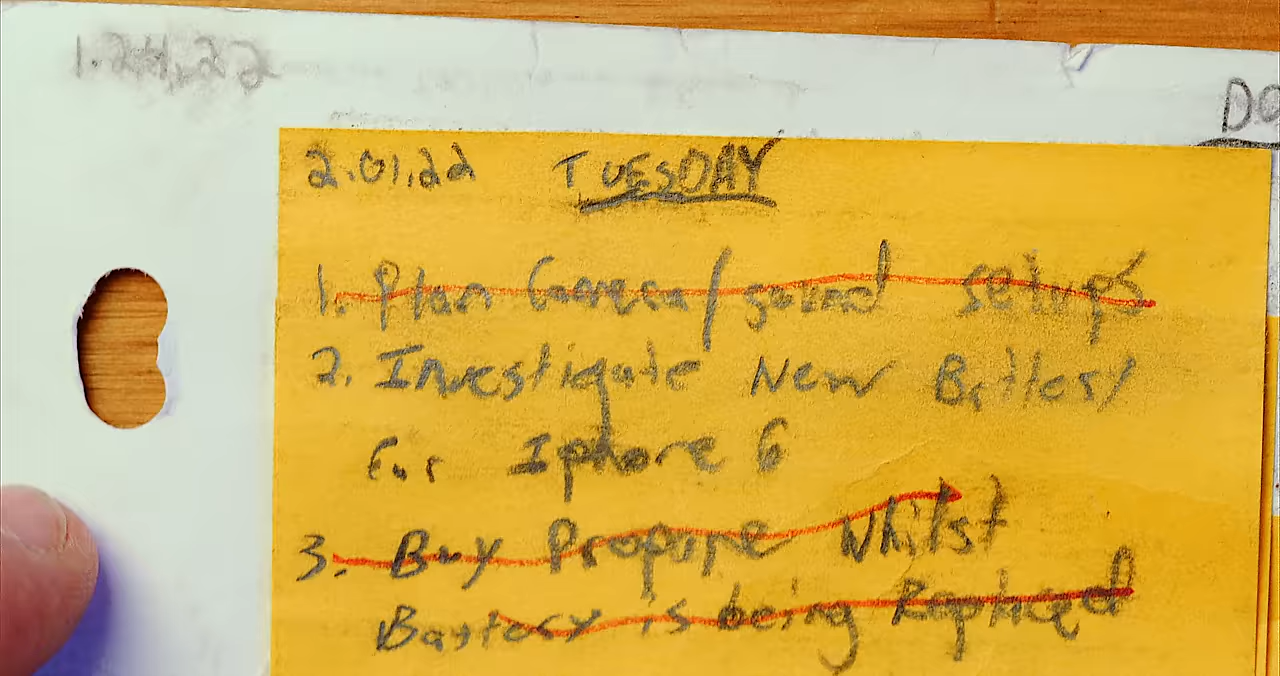 1.24.22
DO
2.01.22 TUESDAY
1. Plan Camera/sound setups
2. Investigate New Battery
For Iphone 6
3. Buy Propane Whilst
Battery is being Replaced